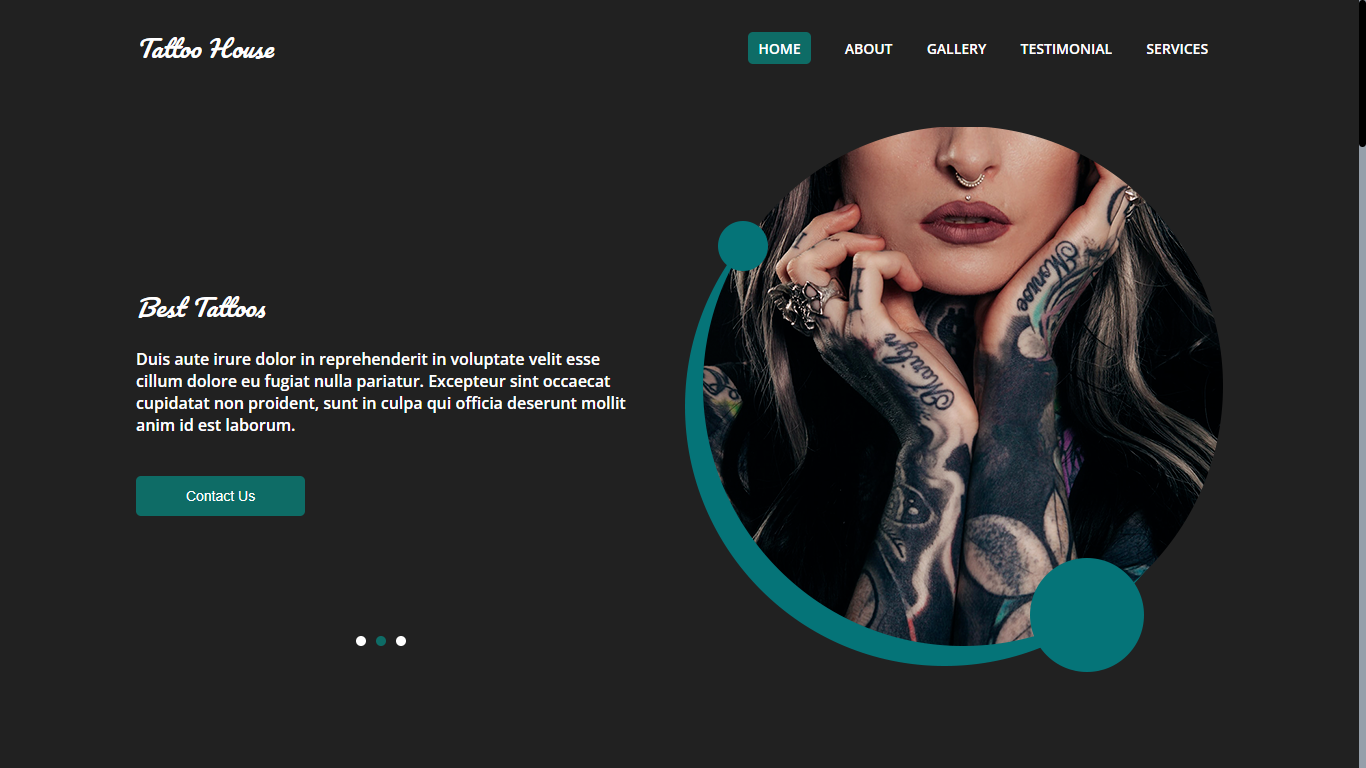 Tattoo House
HOME ABOUT GALLERY TESTIMONIAL SERVICES
Best Tattoos
Duis aute irure dolor in reprehenderit in voluptate velit esse
cillum dolore eu fugiat nulla pariatur. Excepteur sint occaecat
cupidatat non proident, sunt in culpa qui officia deserunt mollit
anim id est laborum.
Contact Us
Monroe
Marilyn